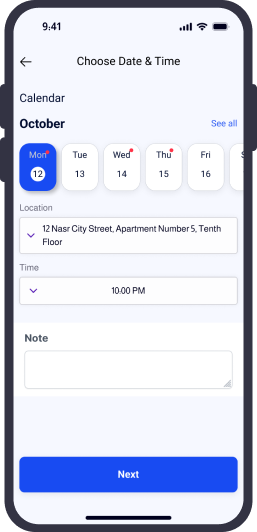 9:41
Choose Date & Time
Calendar
October
See all
Mon Tue Wed Thu Fri S
12 13 14 15 16
Location
12 Nasr City Street, Apartment Number 5, Tenth
Floor
Time
10:00 PM
Note
Next